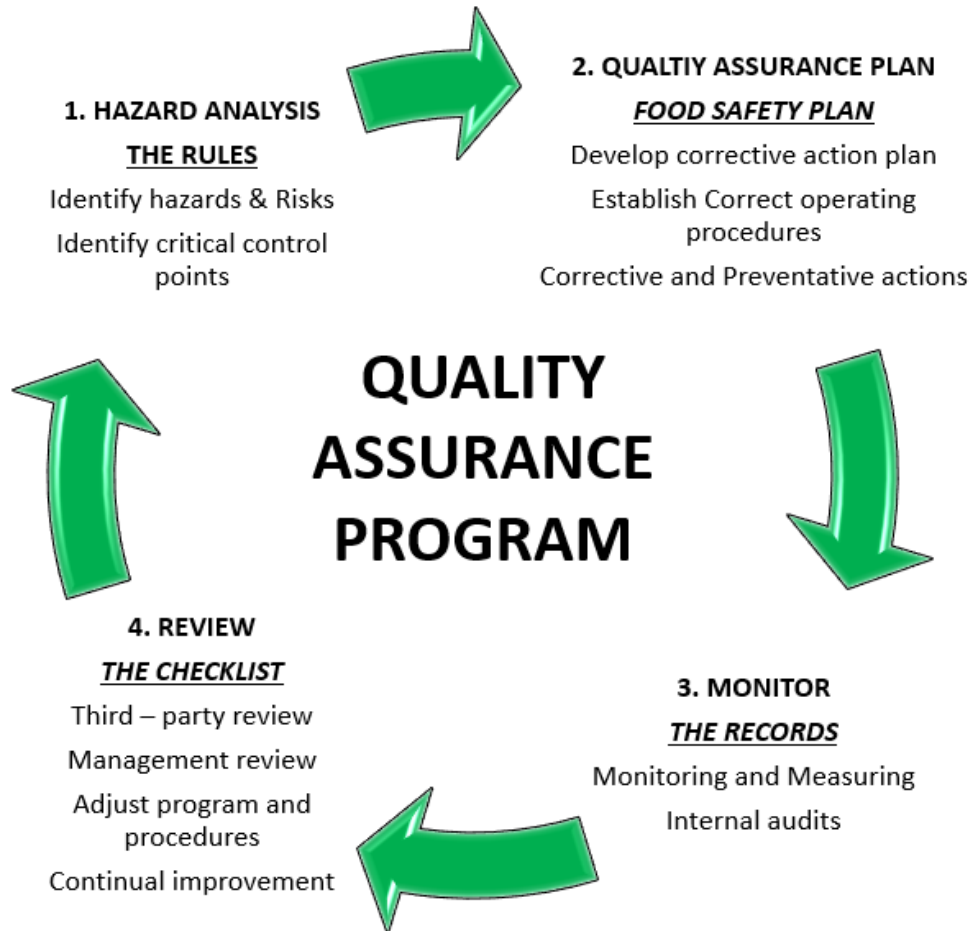 1. HAZARD ANALYSIS
THE RULES
Identify hazards & Risks
Identify critical control
points
2. QUALTIY ASSURANCE PLAN
FOOD SAFETY PLAN
Develop corrective action plan
Establish Correct operating
procedures
Corrective and Preventative actions
QUALITY
ASSURANCE
PROGRAM
3. MONITOR
THE RECORDS
Monitoring and Measuring
Internal audits
4. REVIEW
THE CHECKLIST
Third – party review
Management review
Adjust program and
procedures
Continual improvement